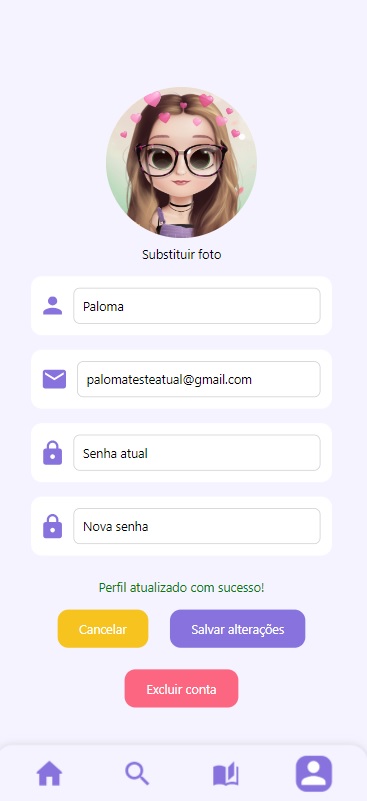 Substituir foto
Paloma
palomatesteatual@gmail.com
Senha atual
Nova senha
Perfil atualizado com sucesso!
Cancelar
Salvar alterações
Excluir conta